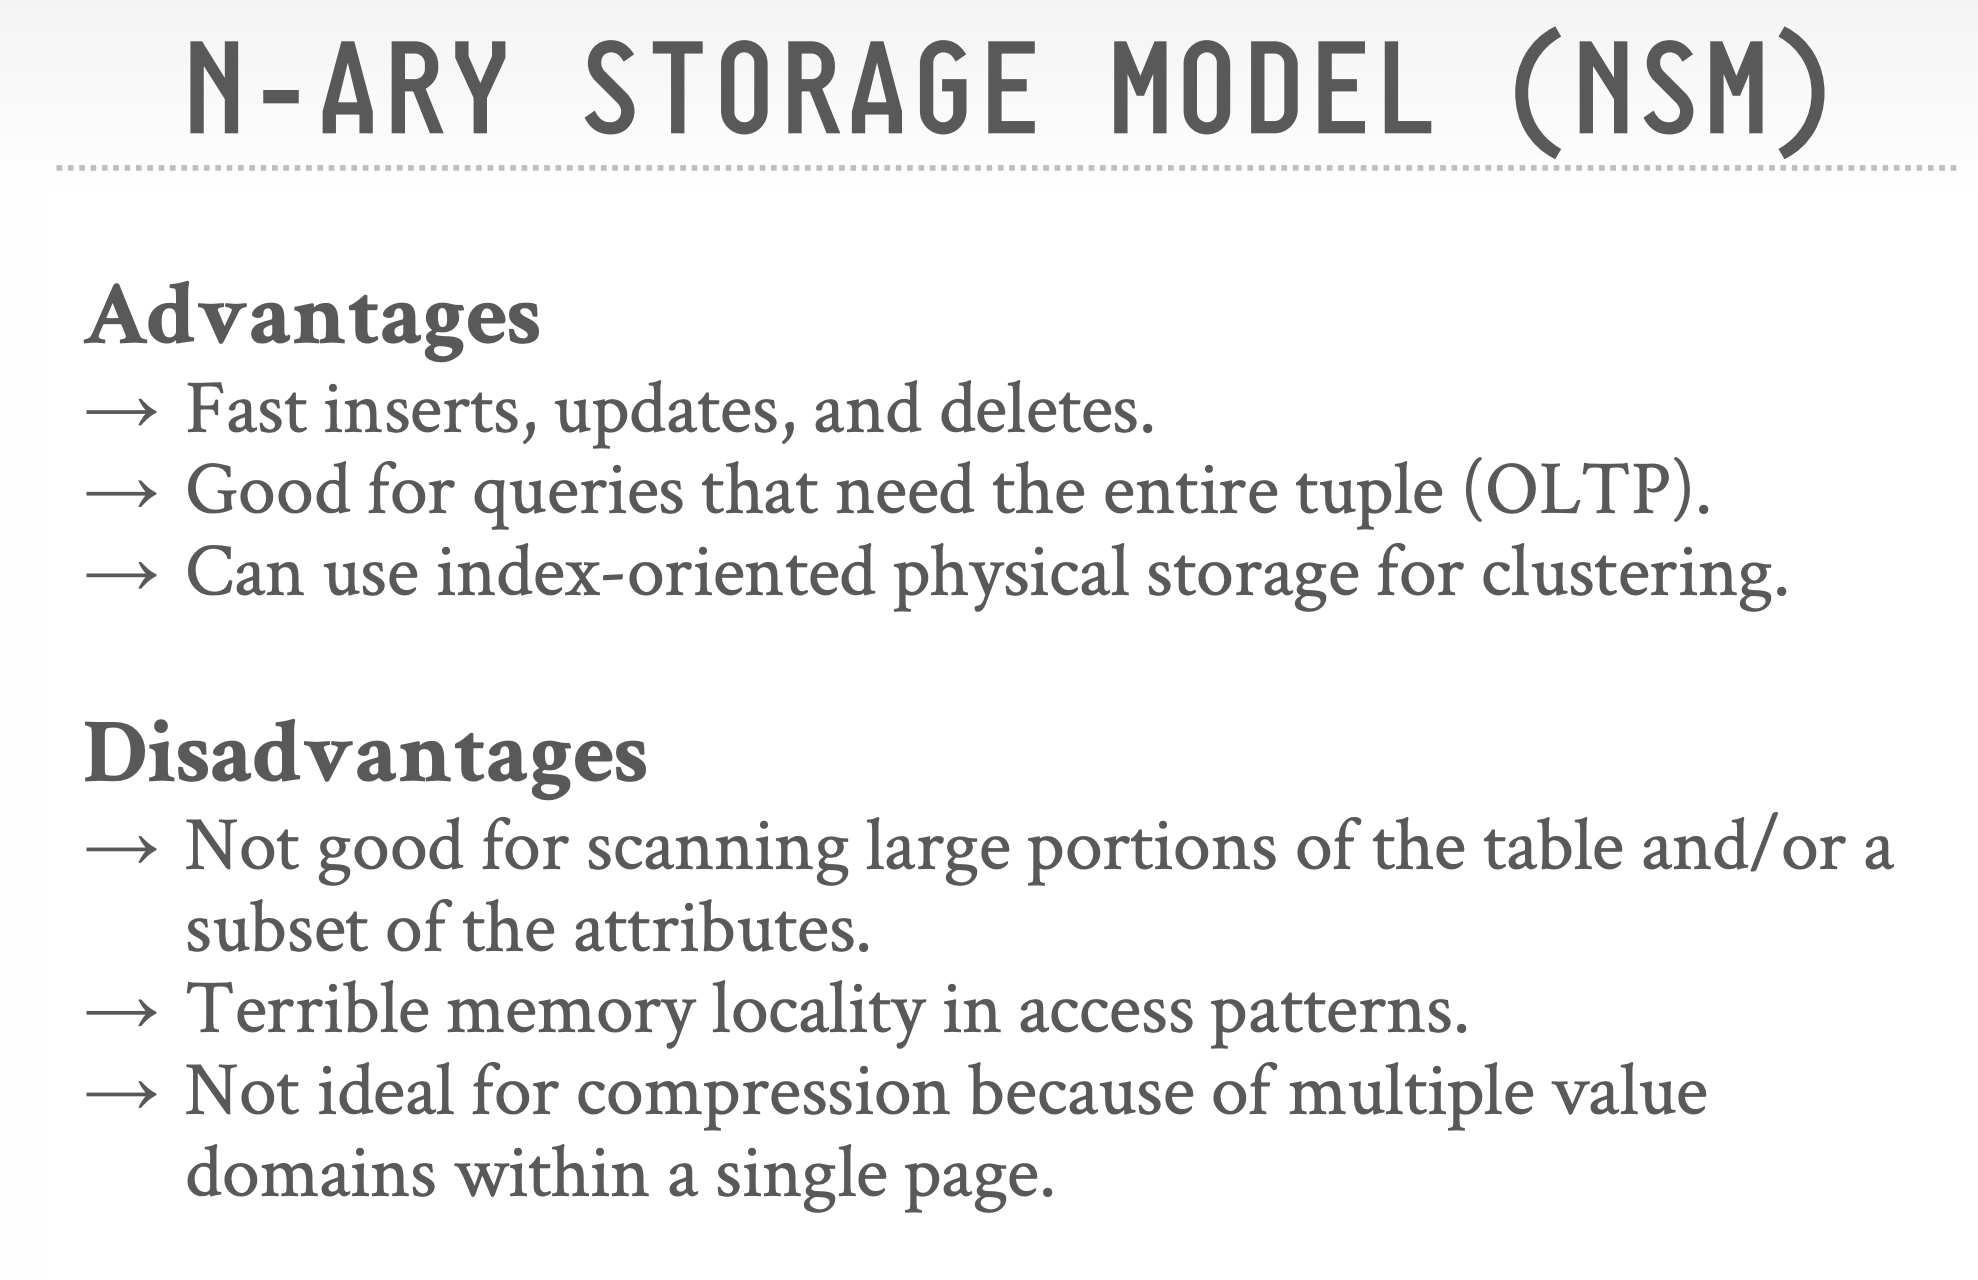 N-ARY STORAGE MODEL (NSM)
Advantages
→ Fast inserts, updates, and deletes.
→ Good for queries that need the entire tuple (OLTP).
→ Can use index-oriented physical storage for clustering.
Disadvantages
→ Not good for scanning large portions of the table and/or a
subset of the attributes.
→ Terrible memory locality in access patterns.
→ Not ideal for compression because of multiple value
domains within a single page.